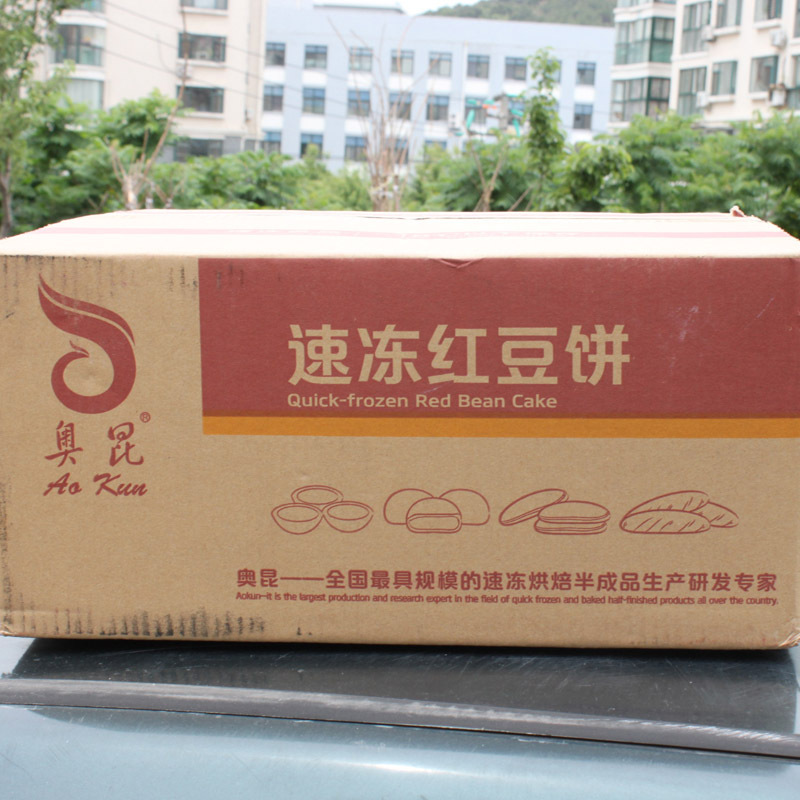 速冻红豆饼
Quick-frozen Red Bean Cake
奥昆®
Ao Kun
奥昆——全国最具规模的速冻烘焙半成品生产研发专家
Aokun-it is the largest production and research expert in the field of quick frozen and baked half-finished products all over the country.